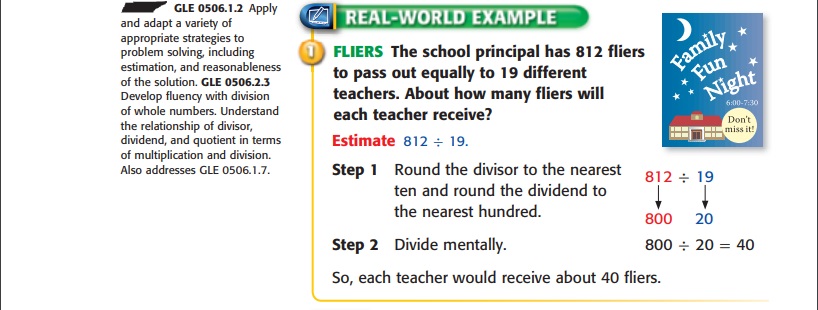 GLE 0506.1.2 Apply
and adapt a variety of
appropriate strategies to
problem solving, including
estimation, and reasonableness
of the solution. GLE 0506.2.3
Develop fluency with division
of whole numbers. Understand
the relationship of divisor,
dividend, and quotient in terms
of multiplication and division.
Also addresses GLE 0506.1.7.
REAL-WORLD EXAMPLE
1 FLIERS The school principal has 812 fliers
to pass out equally to 19 different
teachers. About how many fliers will
each teacher receive?
Family
Fun
Night
6:00-7:30
Don't
miss it!
Estimate 812 ÷ 19.
Step 1 Round the divisor to the nearest
ten and round the dividend to
the nearest hundred.
812 ÷ 19
800 20
Step 2 Divide mentally.
800 ÷ 20 = 40
So, each teacher would receive about 40 fliers.